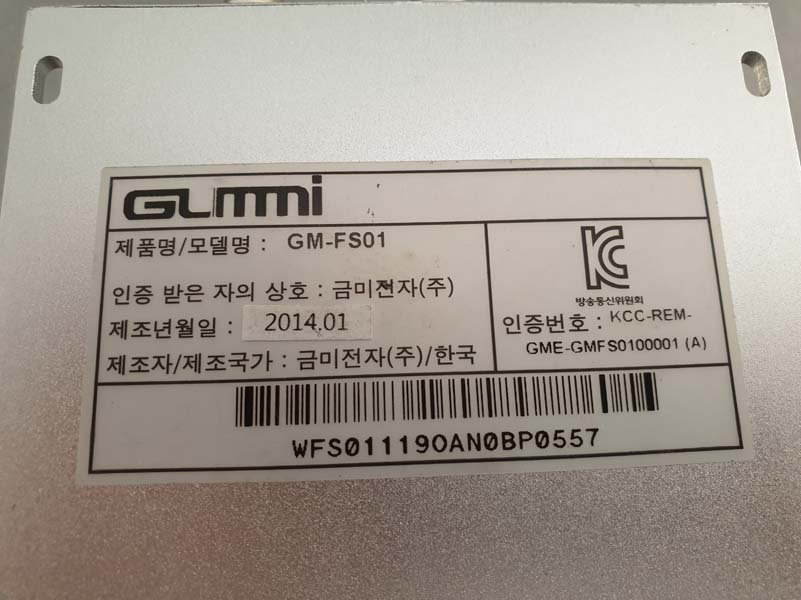 GUMMI
제품명/모델명 : GM-FS01
인증 받은 자의 상호 : 금미전자(주)
제조년월일 : 2014.01
제조자/제조국가 : 금미전자(주)/한국
방송통신위원회
인증번호 : KCC-REM-
GME-GMFS0100001 (A)
WFS011190AN0BP0557